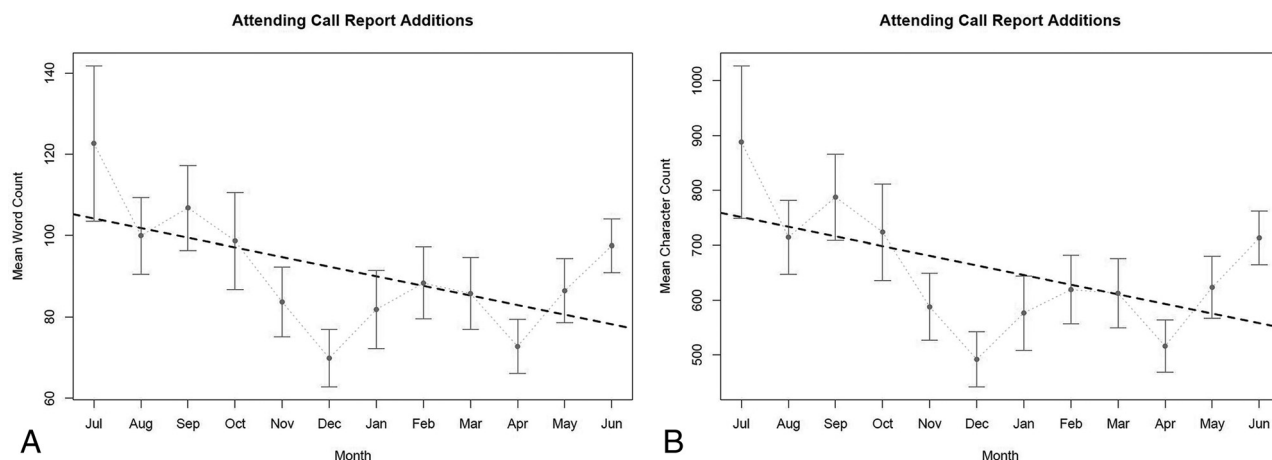 Attending Call Report Additions
Mean Word Count
140
120
100
80
60
Jul Aug Sep Oct Nov Dec Jan Feb Mar Apr May Jun
Month
A
Attending Call Report Additions
Mean Character Count
1000
900
800
700
600
500
Jul Aug Sep Oct Nov Dec Jan Feb Mar Apr May Jun
Month
B